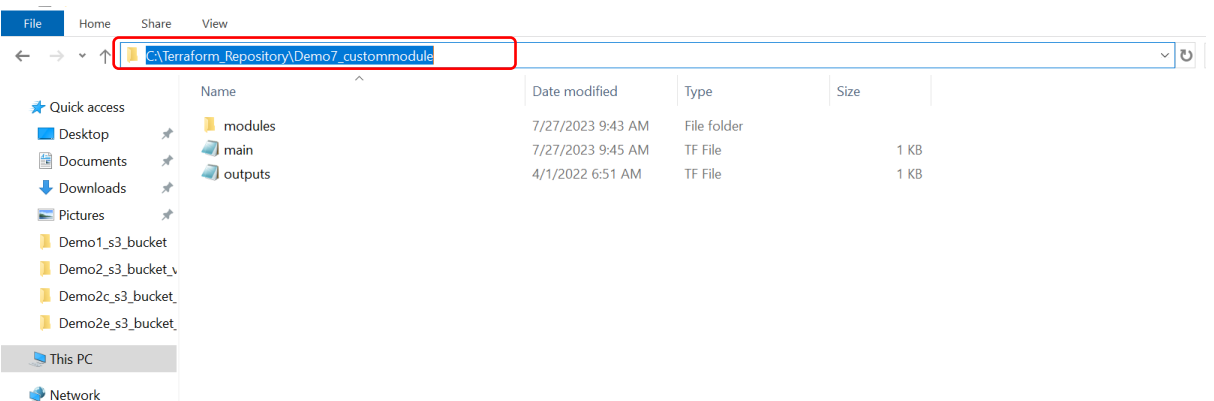 File Home Share View
C:\Terraform_Repository\Demo7_custommodule
Name Date modified Type Size
Quick access
Desktop
Documents
Downloads
Pictures
Demo1_s3_bucket
Demo2_s3_bucket_v
Demo2c_s3_bucket_
Demo2e_s3_bucket_
This PC
Network
modules 7/27/2023 9:43 AM File folder
main 7/27/2023 9:45 AM TF File 1 KB
outputs 4/1/2022 6:51 AM TF File 1 KB